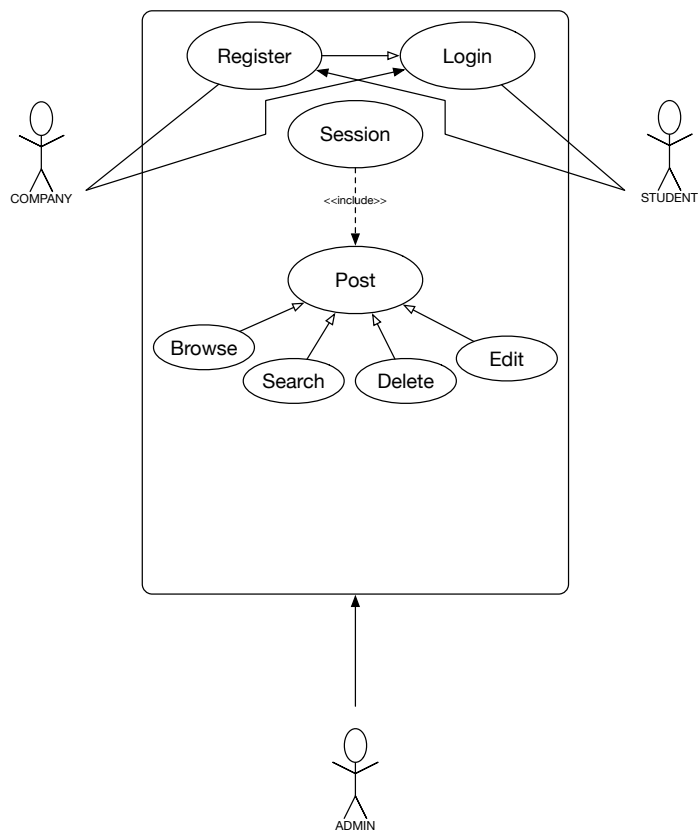 Register
Login
Session
COMPANY
STUDENT
<<include>>
Post
Browse
Search
Delete
Edit
ADMIN